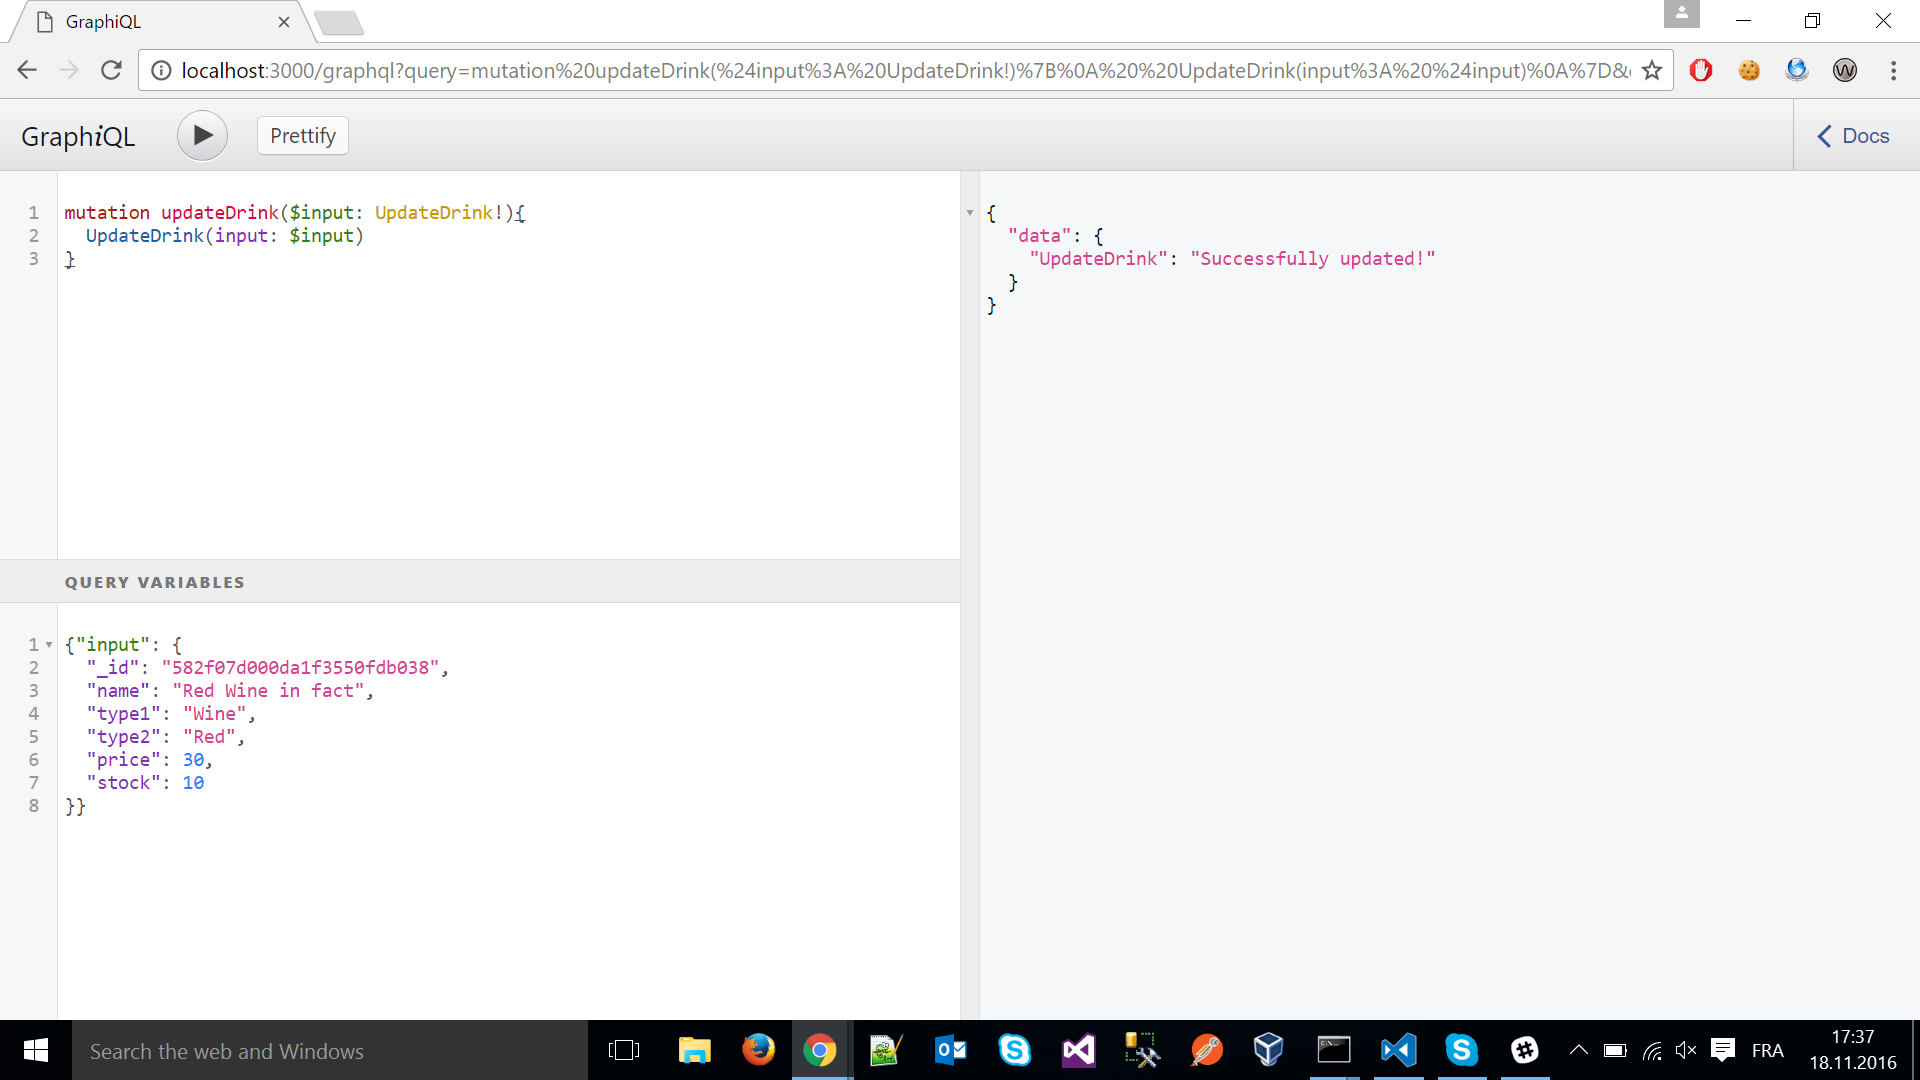 GraphiQL
localhost:3000/graphql?query=mutation%20updateDrink(%24input%3A%20UpdateDrink!)%7B%0A%20%20UpdateDrink(input%3A%20%24input)%0A%7D&
GraphiQL
Prettify
Docs
1 mutation updateDrink($input: UpdateDrink!){
2 UpdateDrink(input: $input)
3 }
{
"data": {
"UpdateDrink": "Successfully updated!"
}
}
QUERY VARIABLES
1 {"input": {
2 "_id": "582f07d000da1f3550fdb038",
3 "name": "Red Wine in fact",
4 "type1": "Wine",
5 "type2": "Red",
6 "price": 30,
7 "stock": 10
8 }}
Search the web and Windows
FRA
17:37
18.11.2016